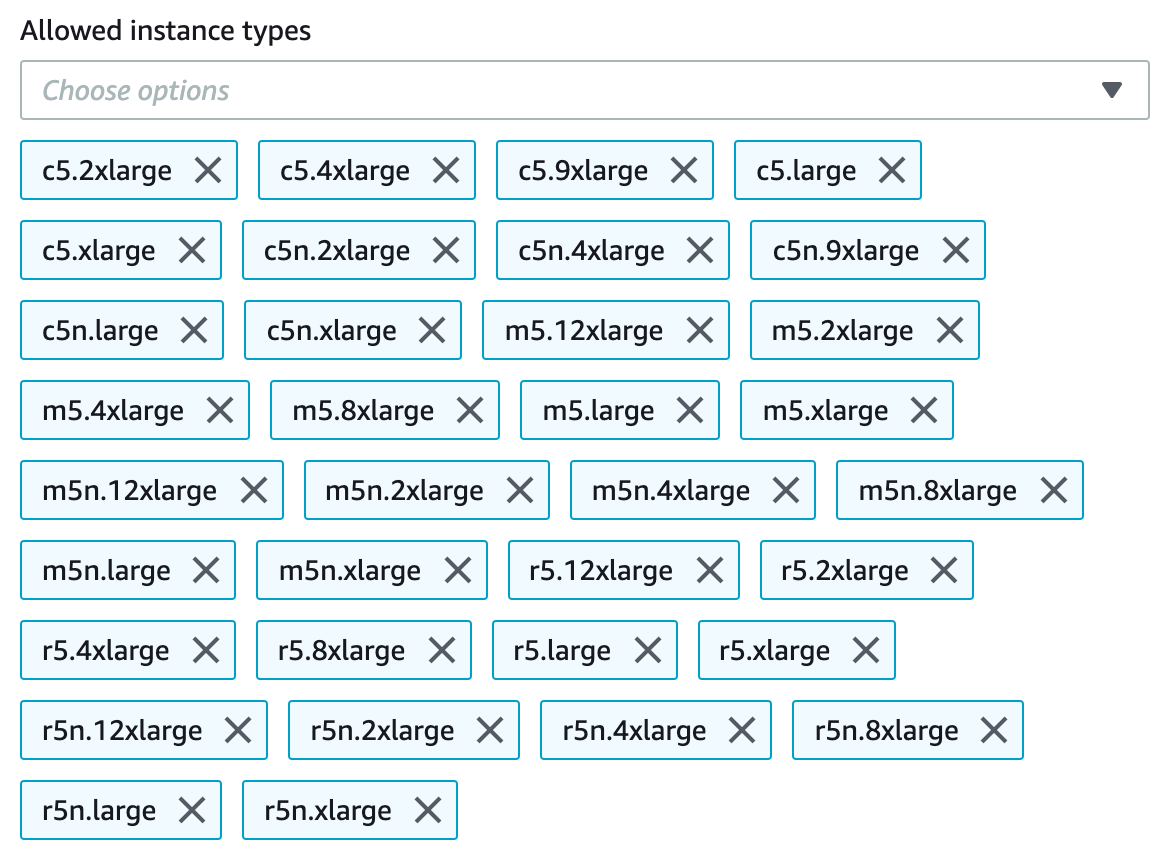 Allowed instance types
Choose options
c5.2xlarge c5.4xlarge c5.9xlarge c5.large
c5.xlarge c5n.2xlarge c5n.4xlarge c5n.9xlarge
c5n.large c5n.xlarge m5.12xlarge m5.2xlarge
m5.4xlarge m5.8xlarge m5.large m5.xlarge
m5n.12xlarge m5n.2xlarge m5n.4xlarge m5n.8xlarge
m5n.large m5n.xlarge r5.12xlarge r5.2xlarge
r5.4xlarge r5.8xlarge r5.large r5.xlarge
r5n.12xlarge r5n.2xlarge r5n.4xlarge r5n.8xlarge
r5n.large r5n.xlarge